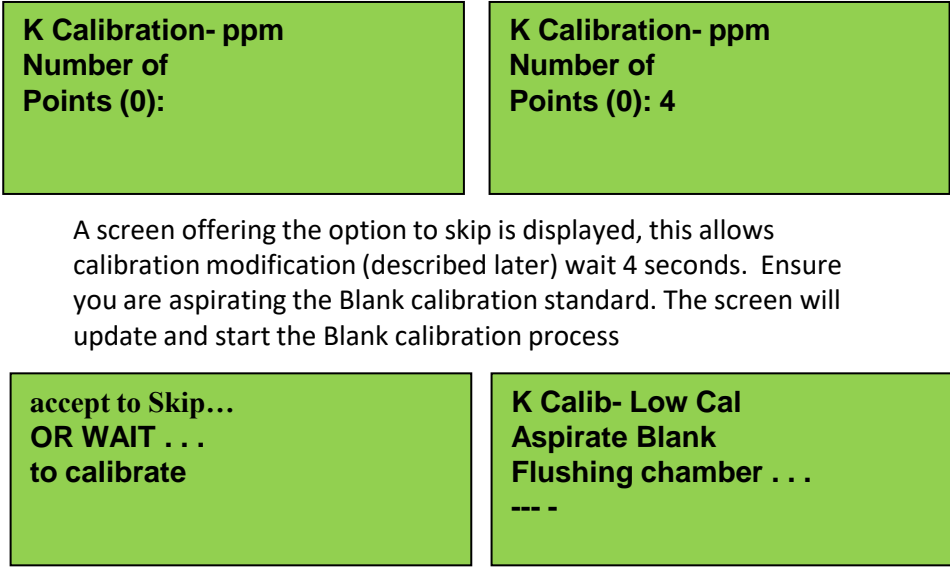 K Calibration- ppm
Number of
Points (0):
K Calibration- ppm
Number of
Points (0): 4
A screen offering the option to skip is displayed, this allows
calibration modification (described later) wait 4 seconds.  Ensure
you are aspirating the Blank calibration standard. The screen will
update and start the Blank calibration process
accept to Skip…
OR WAIT . . .
to calibrate
K Calib- Low Cal
Aspirate Blank
Flushing chamber . . .
--- -